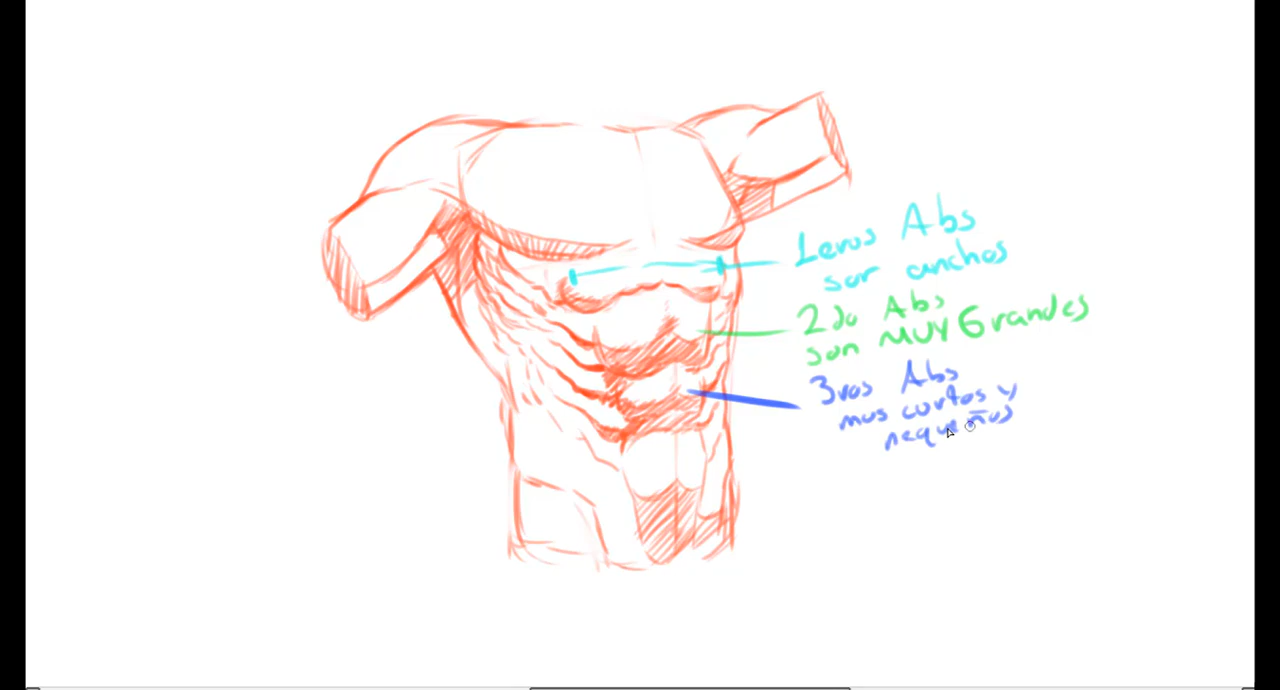 1eros Abs
son anchos
2do Abs
son MUY Grandes
3ros Abs
mas cortos y
pequeños